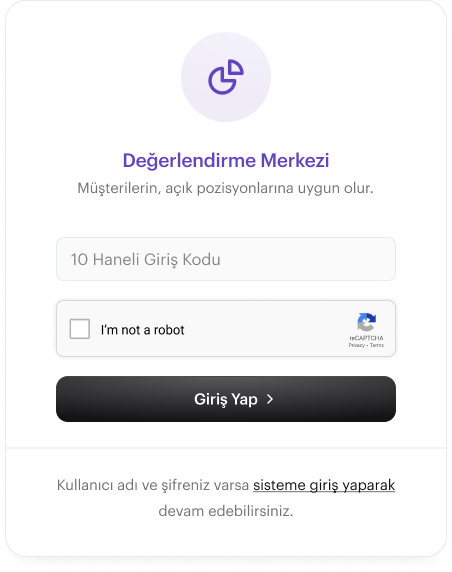 Değerlendirme Merkezi
Müşterilerin, açık pozisyonlarına uygun olur.
10 Haneli Giriş Kodu
I'm not a robot
reCAPTCHA
Privacy • Terms
Giriş Yap
Kullanıcı adı ve şifreniz varsa sisteme giriş yaparak
devam edebilirsiniz.